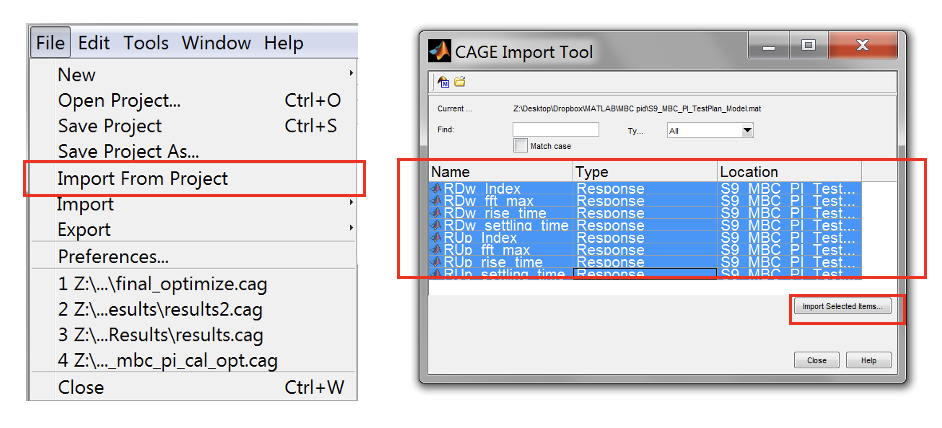 File Edit Tools Window Help
New
Open Project... Ctrl+O
Save Project Ctrl+S
Save Project As...
Import From Project
Import
Export
Preferences...
1 Z:\...\final_optimize.cag
2 Z:\...esults\results2.cag
3 Z:\...Results\results.cag
4 Z:\..._mbc_pi_cal_opt.cag
Close Ctrl+W
CAGE Import Tool
Current ... Z:\Desktop\Dropbox\MATLAB\MBC pid\S9_MBC_PI_TestPlan_Model.mat
Find: Ty... All
Match case
Name Type Location
RDw_Index Response S9_MBC_PI_Test...
RDw_fft_max Response S9_MBC_PI_Test...
RDw_rise_time Response S9_MBC_PI_Test...
RDw_settling_time Response S9_MBC_PI_Test...
RUp_Index Response S9_MBC_PI_Test...
RUp_fft_max Response S9_MBC_PI_Test...
RUp_rise_time Response S9_MBC_PI_Test...
RUp_settling_time Response S9_MBC_PI_Test...
Import Selected Items...
Close Help